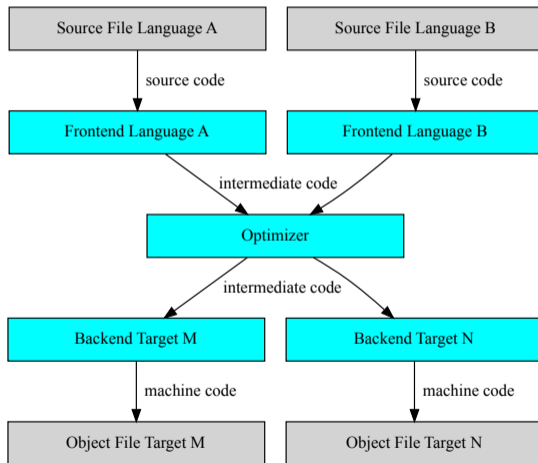 Source File Language A
Source File Language B
source code
source code
Frontend Language A
Frontend Language B
intermediate code
Optimizer
intermediate code
Backend Target M
Backend Target N
machine code
machine code
Object File Target M
Object File Target N